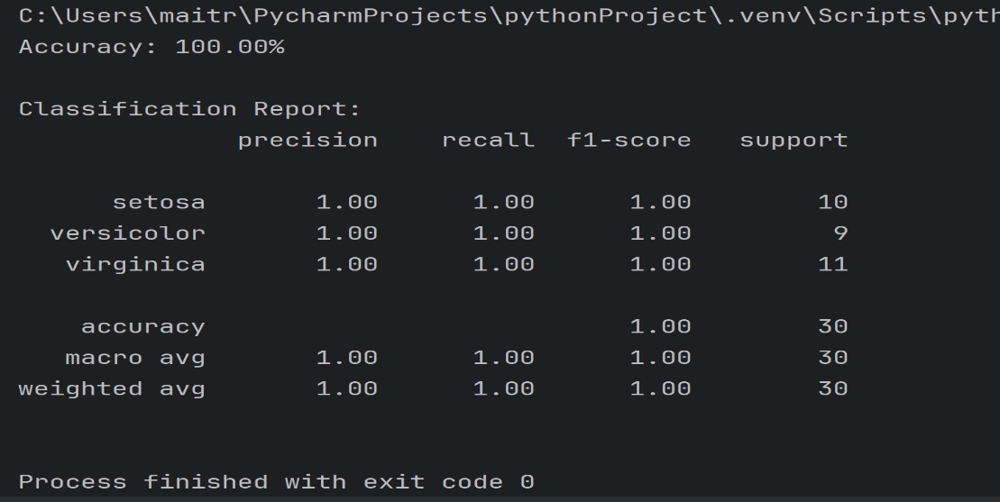 C:\Users\maitr\PycharmProjects\pythonProject\.venv\Scripts\pyth
Accuracy: 100.00%
Classification Report:
precision recall f1-score support
setosa 1.00 1.00 1.00 10
versicolor 1.00 1.00 1.00 9
virginica 1.00 1.00 1.00 11
accuracy 1.00 30
macro avg 1.00 1.00 1.00 30
weighted avg 1.00 1.00 1.00 30
Process finished with exit code 0